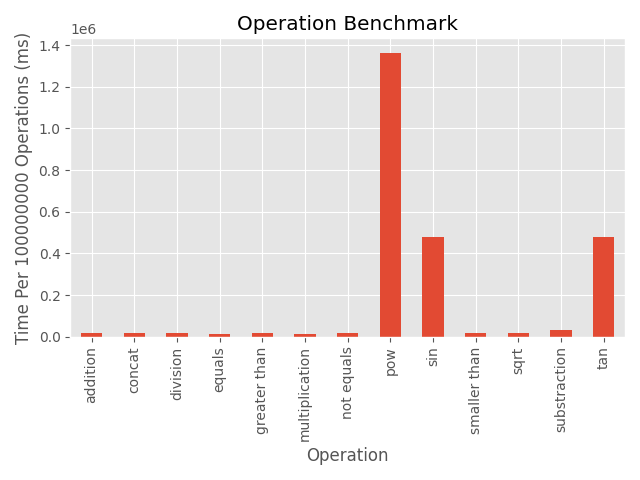 Operation Benchmark
1e6
1.4
1.2
1.0
0.8
0.6
0.4
0.2
0.0
Time Per 1000000000 Operations (ms)
addition
concat
division
equals
greater than
multiplication
not equals
pow
sin
smaller than
sqrt
substraction
tan
Operation